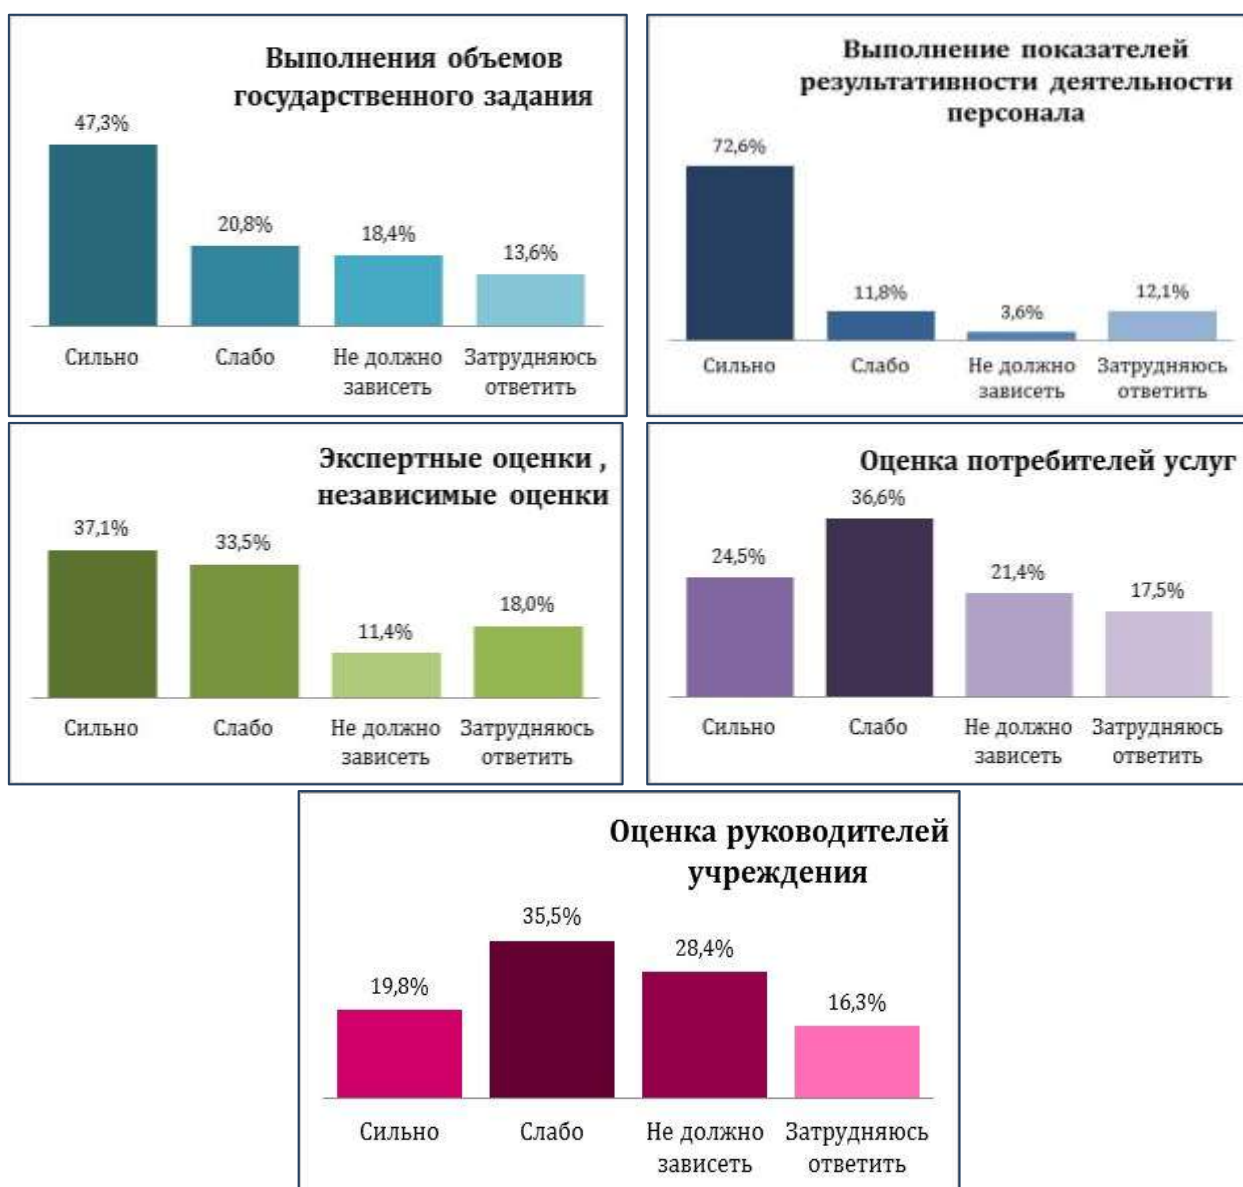 Выполнения объемов
государственного задания
47,3%
20,8%
18,4%
13,6%
Сильно
Слабо
Не должно
зависеть
Затрудняюсь
ответить
Выполнение показателей
результативности деятельности
персонала
72,6%
11,8%
3,6%
12,1%
Сильно
Слабо
Не должно
зависеть
Затрудняюсь
ответить
Экспертные оценки ,
независимые оценки
37,1%
33,5%
11,4%
18,0%
Сильно
Слабо
Не должно
зависеть
Затрудняюсь
ответить
Оценка потребителей услуг
24,5%
36,6%
21,4%
17,5%
Сильно
Слабо
Не должно
зависеть
Затрудняюсь
ответить
Оценка руководителей
учреждения
19,8%
35,5%
28,4%
16,3%
Сильно
Слабо
Не должно
зависеть
Затрудняюсь
ответить